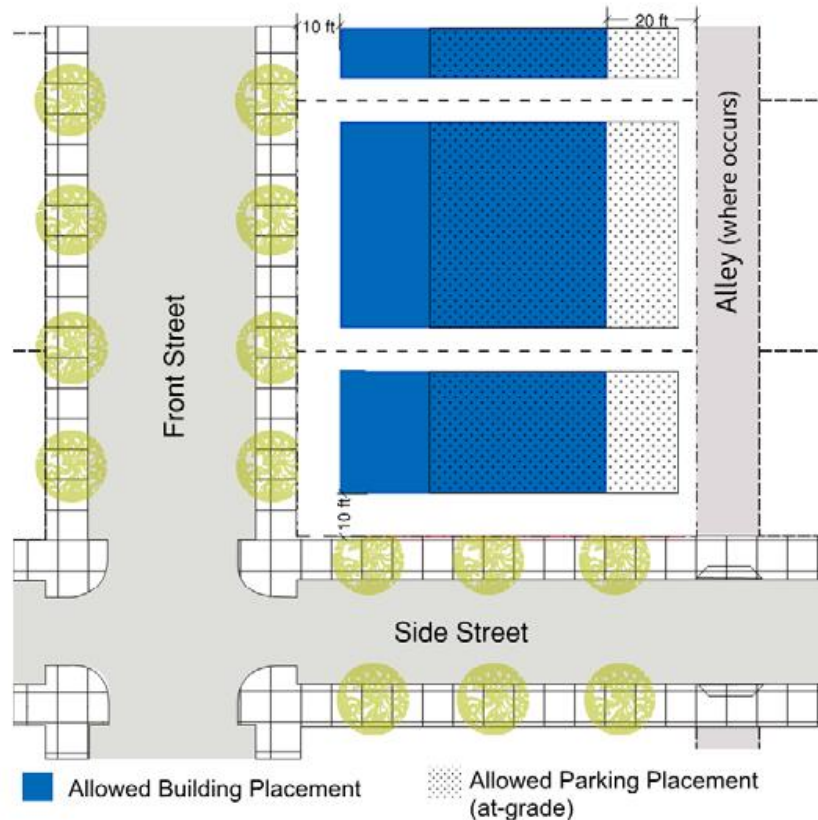 10 ft
20 ft
Front Street
Alley (where occurs)
10 ft
Side Street
Allowed Building Placement
Allowed Parking Placement
(at-grade)